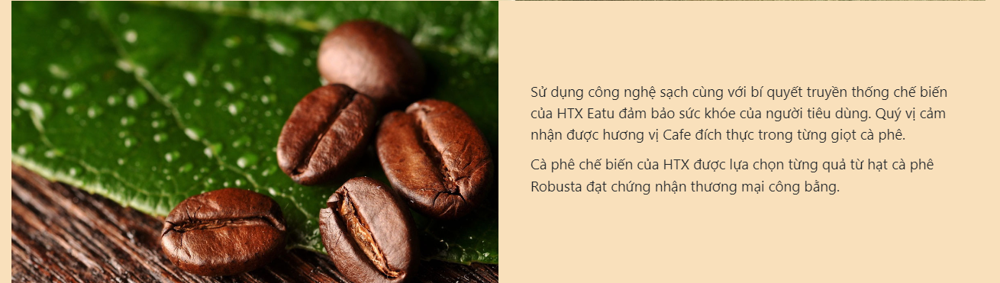 Sử dụng công nghệ sạch cùng với bí quyết truyền thống chế biến
của HTX Eatu đảm bảo sức khóe của người tiêu dùng. Quý vị cảm
nhận được hương vị Cafe đích thực trong từng giọt cà phê.
Cà phê chế biến của HTX được lựa chọn từng quả từ hạt cà phê
Robusta đạt chứng nhận thương mại công bằng.